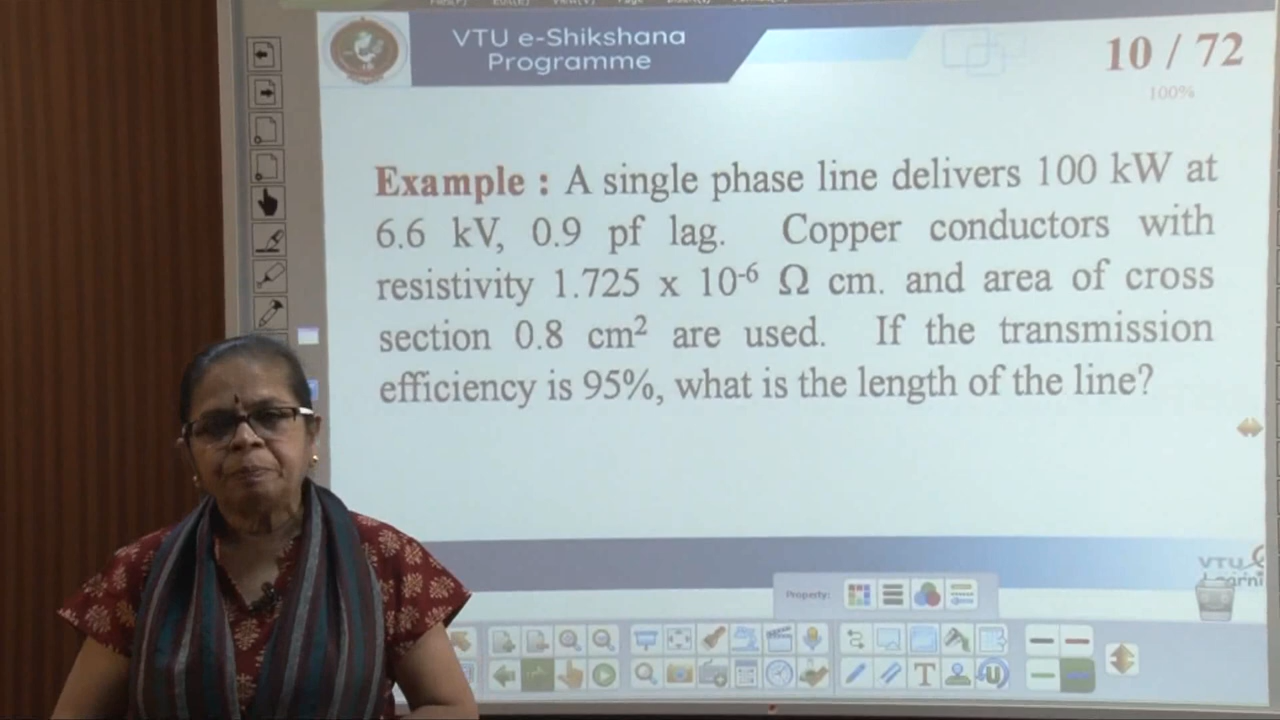 VTU e-Shikshana
Programme
10 / 72
100%
Example : A single phase line delivers 100 kW at
6.6 kV, 0.9 pf lag. Copper conductors with
resistivity 1.725 x 10⁻⁶ Ω cm. and area of cross
section 0.8 cm² are used. If the transmission
efficiency is 95%, what is the length of the line?
VTU
Property:
T